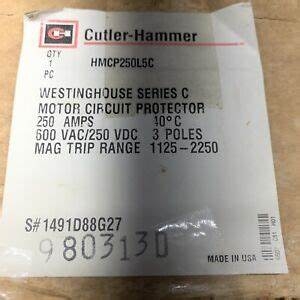 Cutler-Hammer
QTY
1
PC
HMCP250L5C
WESTINGHOUSE SERIES C
MOTOR CIRCUIT PROTECTOR
250 AMPS 40°C
600 VAC/250 VDC 3 POLES
MAG TRIP RANGE 1125-2250
S#1491D88G27
9803130
MADE IN USA